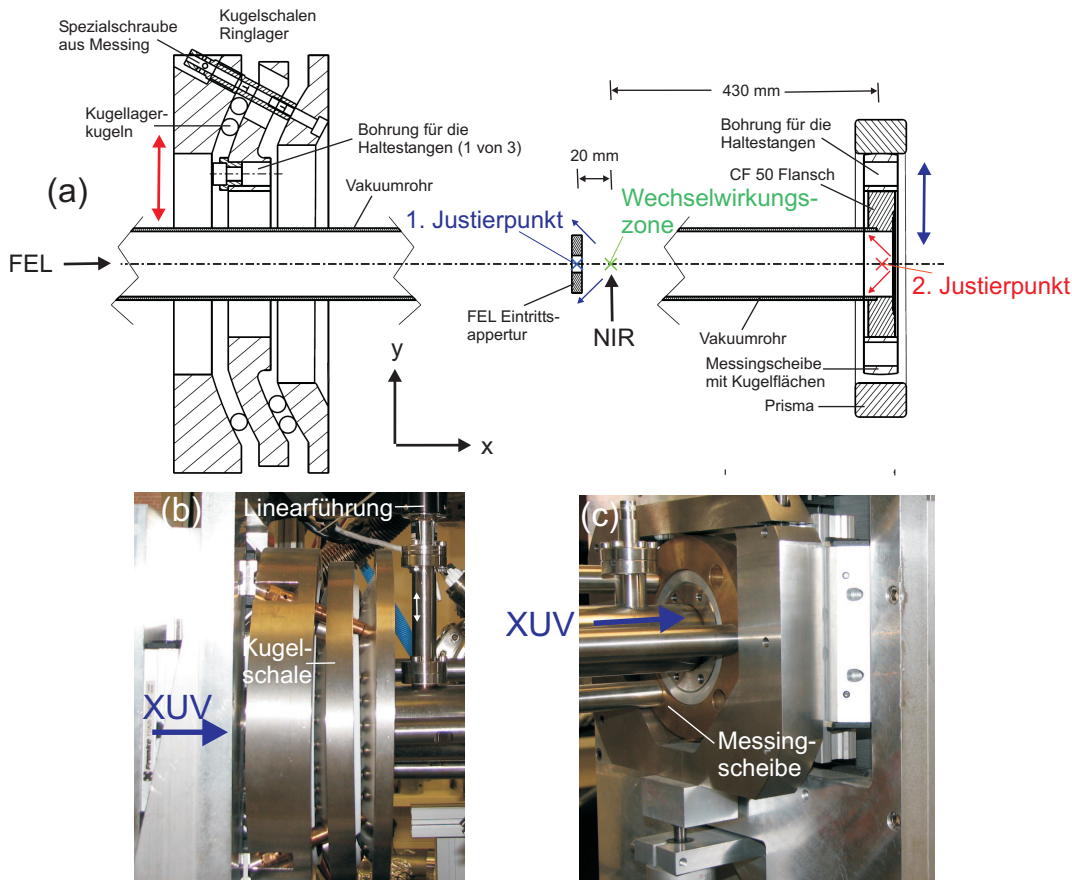 Spezialschraube
aus Messing
Kugelschalen
Ringlager
Kugellager-
kugeln
Bohrung für die
Haltestangen (1 von 3)
Vakuumrohr
(a)
FEL
1. Justierpunkt
20 mm
Wechselwirkungs-
zone
430 mm
Bohrung für die
Haltestangen
CF 50 Flansch
2. Justierpunkt
FEL Eintritts-
appertur
NIR
Vakuumrohr
Messingscheibe
mit Kugelflächen
Prisma
y
x
(b)
Linearführung
Kugel-
schale
XUV
(c)
XUV
Messing-
scheibe